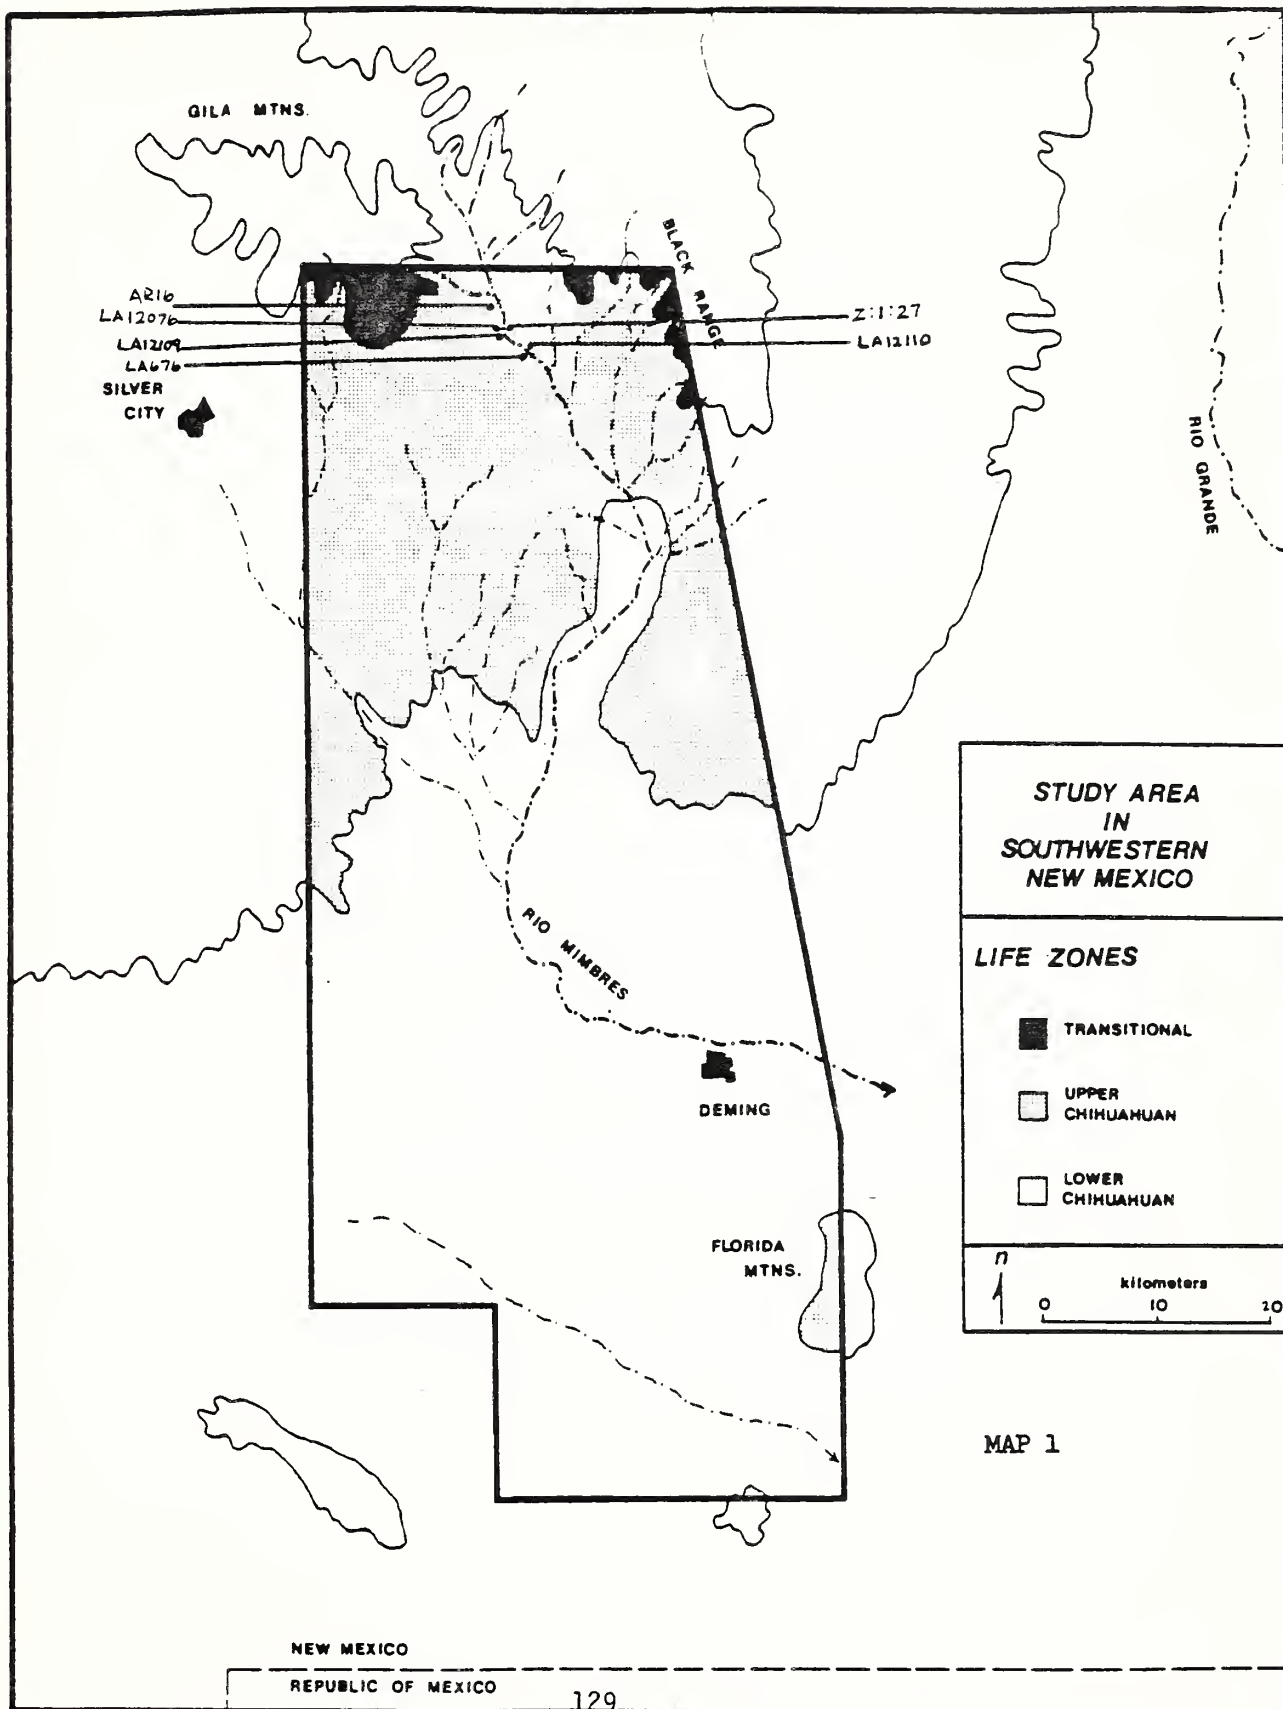 GILA MTNS.
BLACK RANGE
AR16
LA12076
LA12109
LA676
Z:1:27
LA12110
SILVER
CITY
RIO GRANDE
RIO MIMBRES
DEMING
FLORIDA
MTNS.
STUDY AREA
IN
SOUTHWESTERN
NEW MEXICO
LIFE ZONES
TRANSITIONAL
UPPER
CHIHUAHUAN
LOWER
CHIHUAHUAN
n
kilometers
0 10 20
MAP 1
NEW MEXICO
REPUBLIC OF MEXICO
129